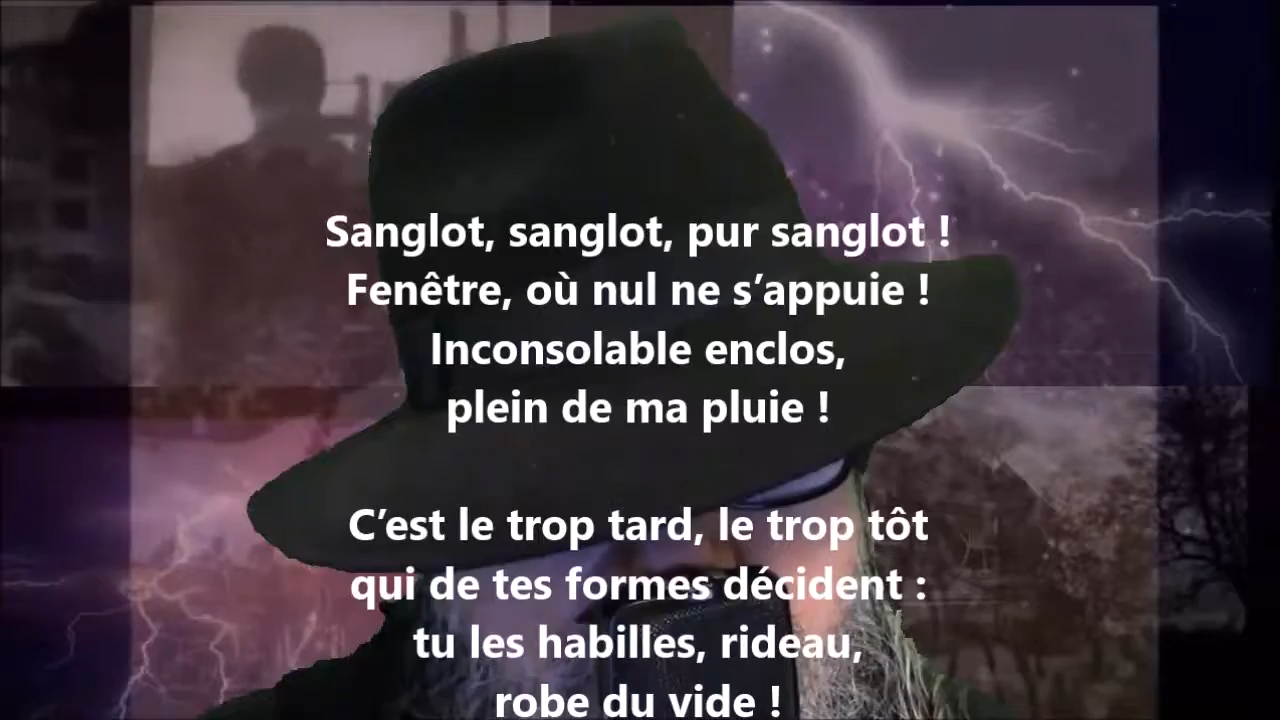 Sanglot, sanglot, pur sanglot !
Fenêtre, où nul ne s’appuie !
Inconsolable enclos,
plein de ma pluie !
C’est le trop tard, le trop tôt
qui de tes formes décident :
tu les habilles, rideau,
robe du vide !